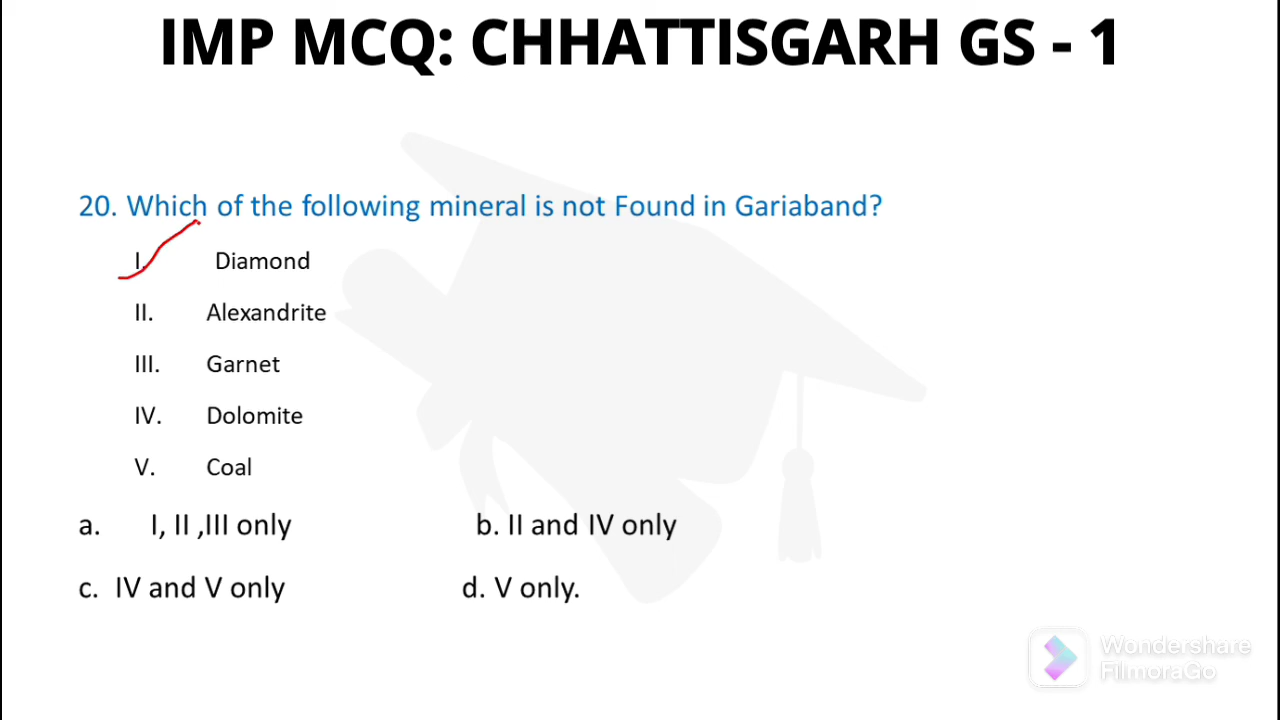 IMP MCQ: CHHATTISGARH GS - 1
20. Which of the following mineral is not Found in Gariaband?
I. Diamond
II. Alexandrite
III. Garnet
IV. Dolomite
V. Coal
a. I, II ,III only b. II and IV only
c. IV and V only d. V only.
Wondershare
FilmoraGo